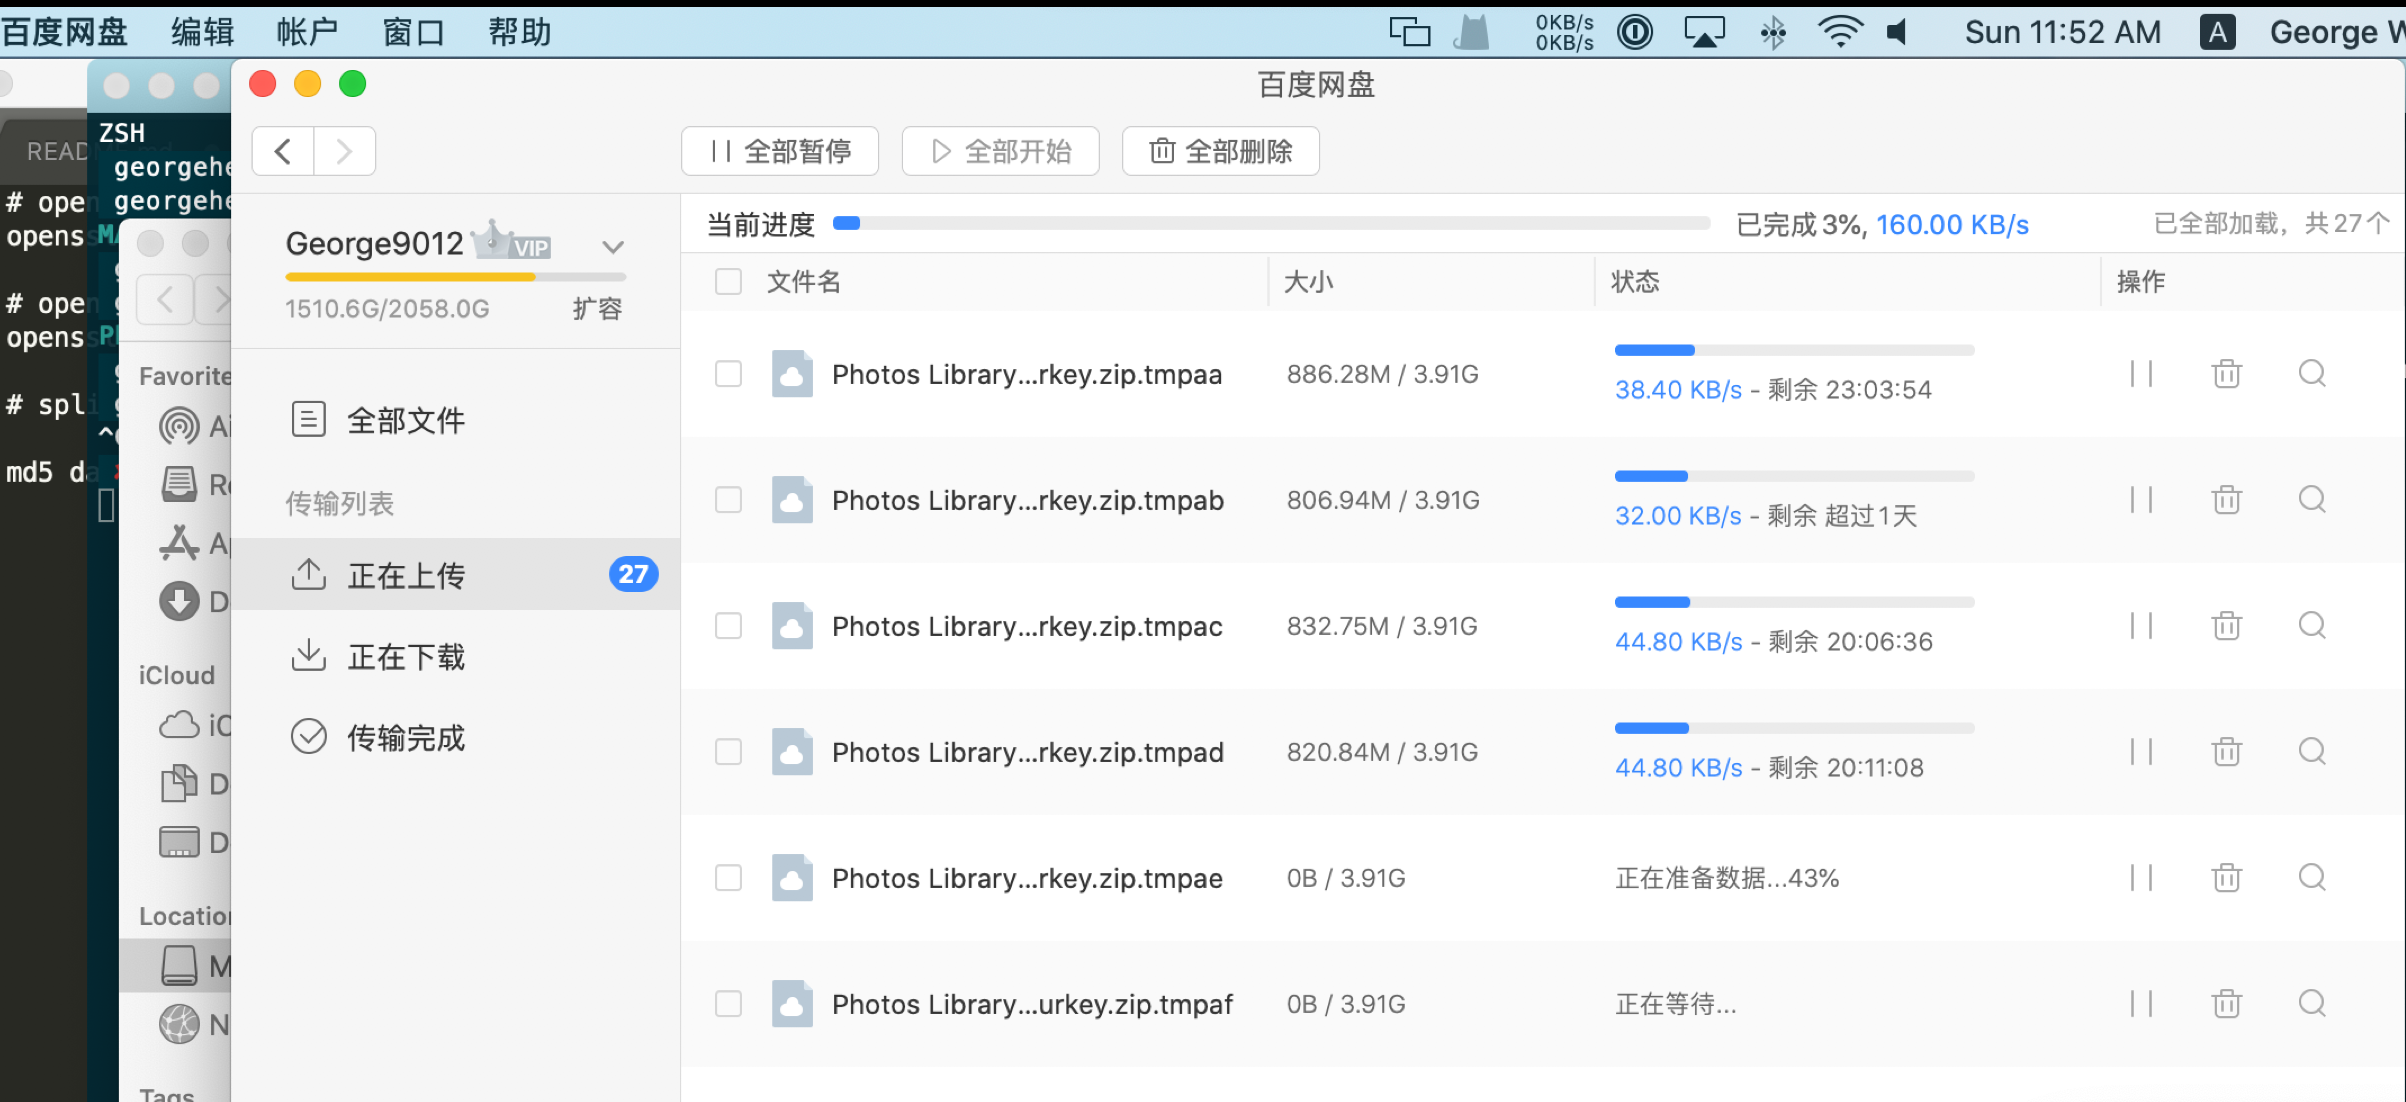 百度网盘 编辑 帐户 窗口 帮助 0KB/s 0KB/s Sun 11:52 AM A George
百度网盘
ZSH
READ
georgehe
georgehe
# open
openss
# open
openss
# spli
^c
md5 da
全部暂停 全部开始 全部删除
George9012 VIP
1510.6G/2058.0G 扩容
全部文件
传输列表
正在上传 27
正在下载
传输完成
Favorite
Ai
Re
Ap
D
iCloud
iC
D
D
Location
M
N
Tags
当前进度 已完成3%, 160.00 KB/s 已全部加载，共27个
文件名 大小 状态 操作
Photos Library...rkey.zip.tmpaa 886.28M / 3.91G 38.40 KB/s - 剩余 23:03:54
Photos Library...rkey.zip.tmpab 806.94M / 3.91G 32.00 KB/s - 剩余 超过1天
Photos Library...rkey.zip.tmpac 832.75M / 3.91G 44.80 KB/s - 剩余 20:06:36
Photos Library...rkey.zip.tmpad 820.84M / 3.91G 44.80 KB/s - 剩余 20:11:08
Photos Library...rkey.zip.tmpae 0B / 3.91G 正在准备数据...43%
Photos Library...urkey.zip.tmpaf 0B / 3.91G 正在等待...